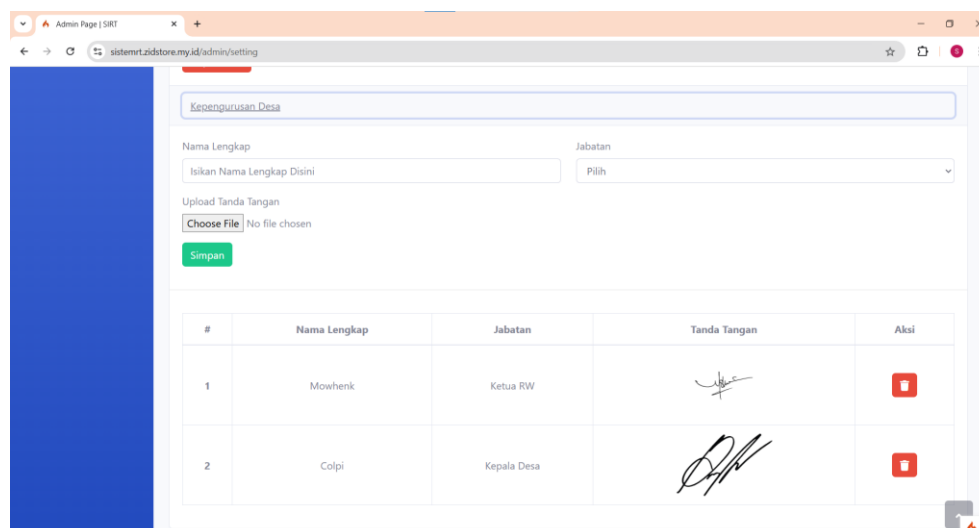 Admin Page | SIRT
sistemrt.zidstore.my.id/admin/setting
S
Kepengurusan Desa
Nama Lengkap Jabatan
Isikan Nama Lengkap Disini Pilih
Upload Tanda Tangan
Choose File No file chosen
Simpan
# Nama Lengkap Jabatan Tanda Tangan Aksi
1 Mowhenk Ketua RW
2 Colpi Kepala Desa